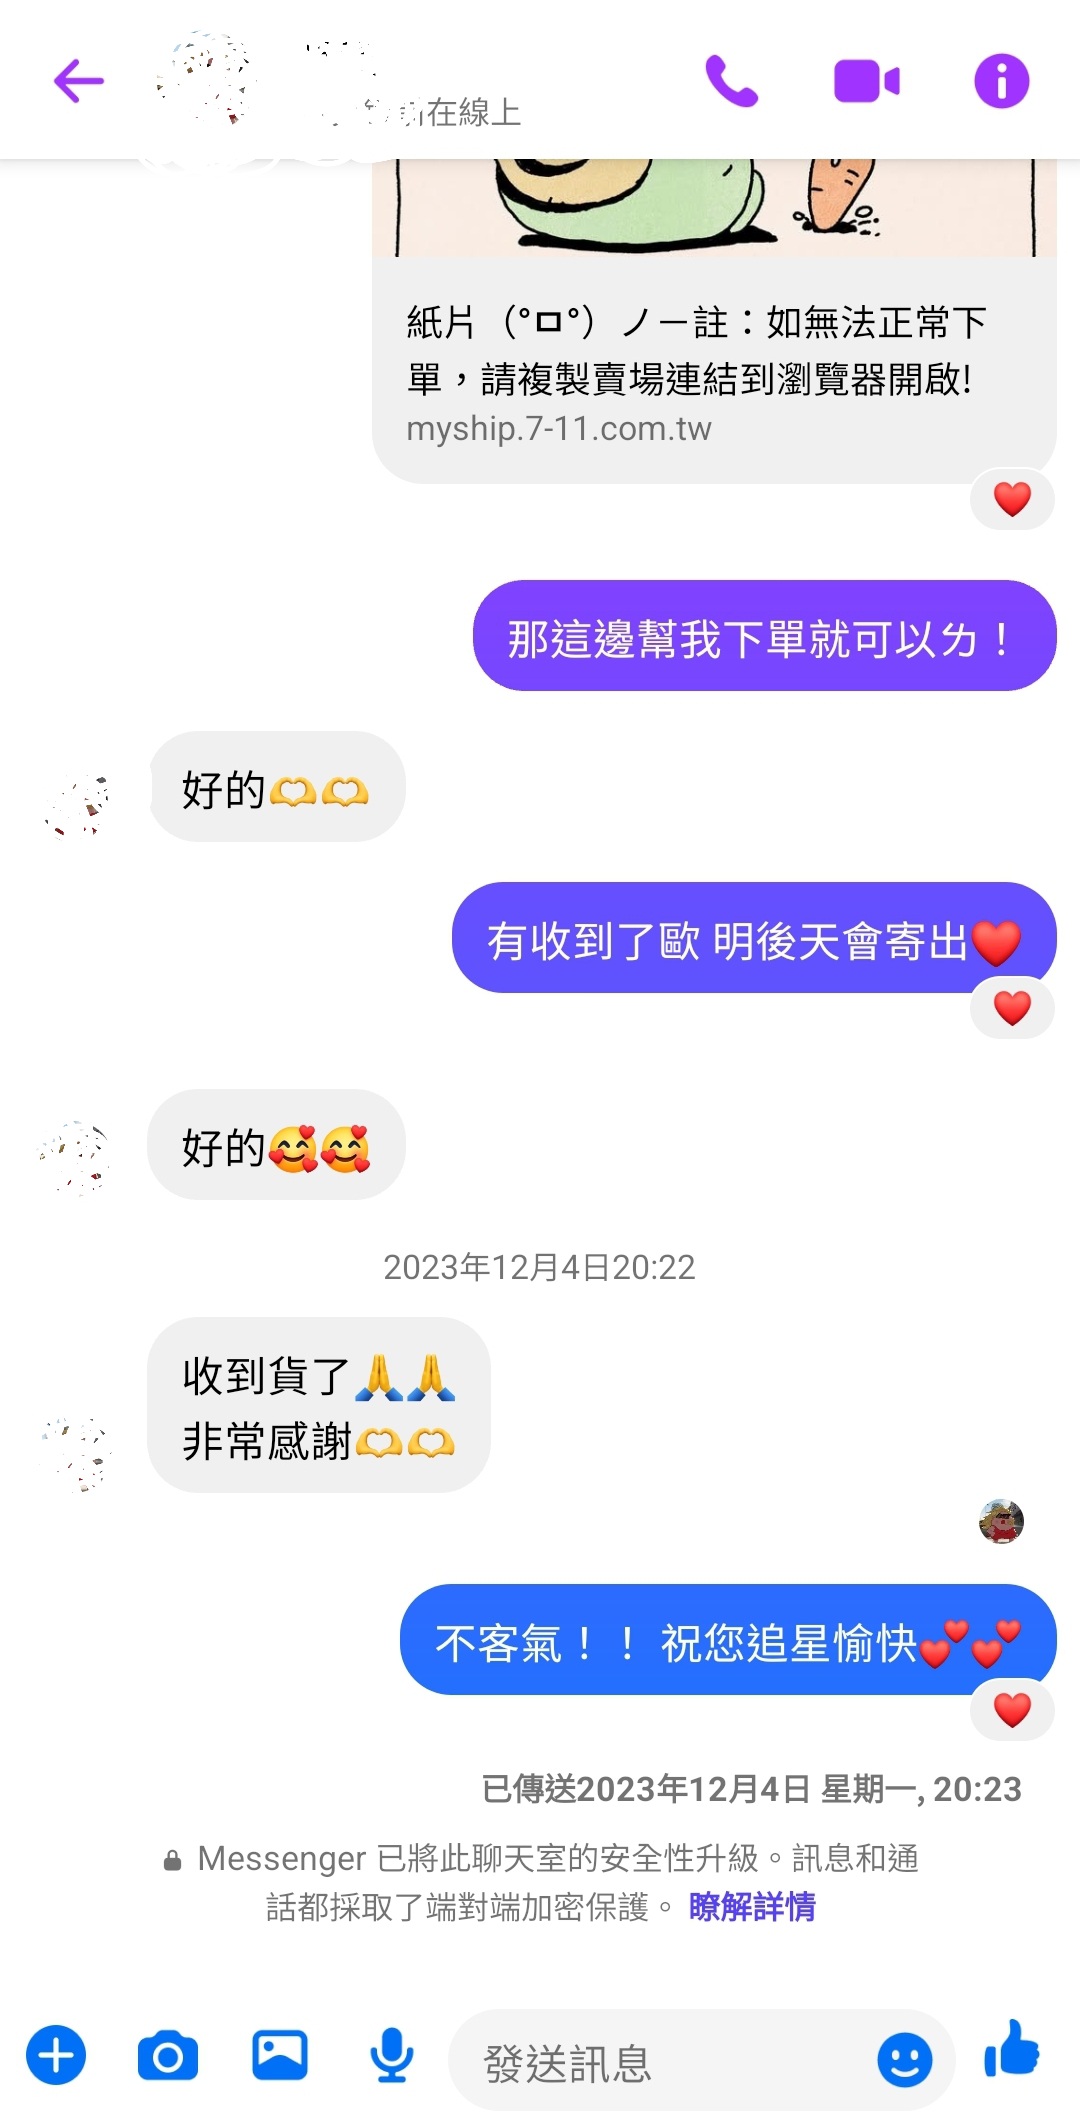 在線上
紙片（°ㅁ°）ノ－註：如無法正常下
單，請複製賣場連結到瀏覽器開啟!
myship.7-11.com.tw
那這邊幫我下單就可以ㄌ！
好的🫶🫶
有收到了歐 明後天會寄出❤️
好的🥰🥰
2023年12月4日20:22
收到貨了🙏🙏
非常感謝🫶🫶
不客氣！！ 祝您追星愉快💕💕
已傳送2023年12月4日 星期一, 20:23
Messenger 已將此聊天室的安全性升級。訊息和通
話都採取了端對端加密保護。 瞭解詳情
發送訊息